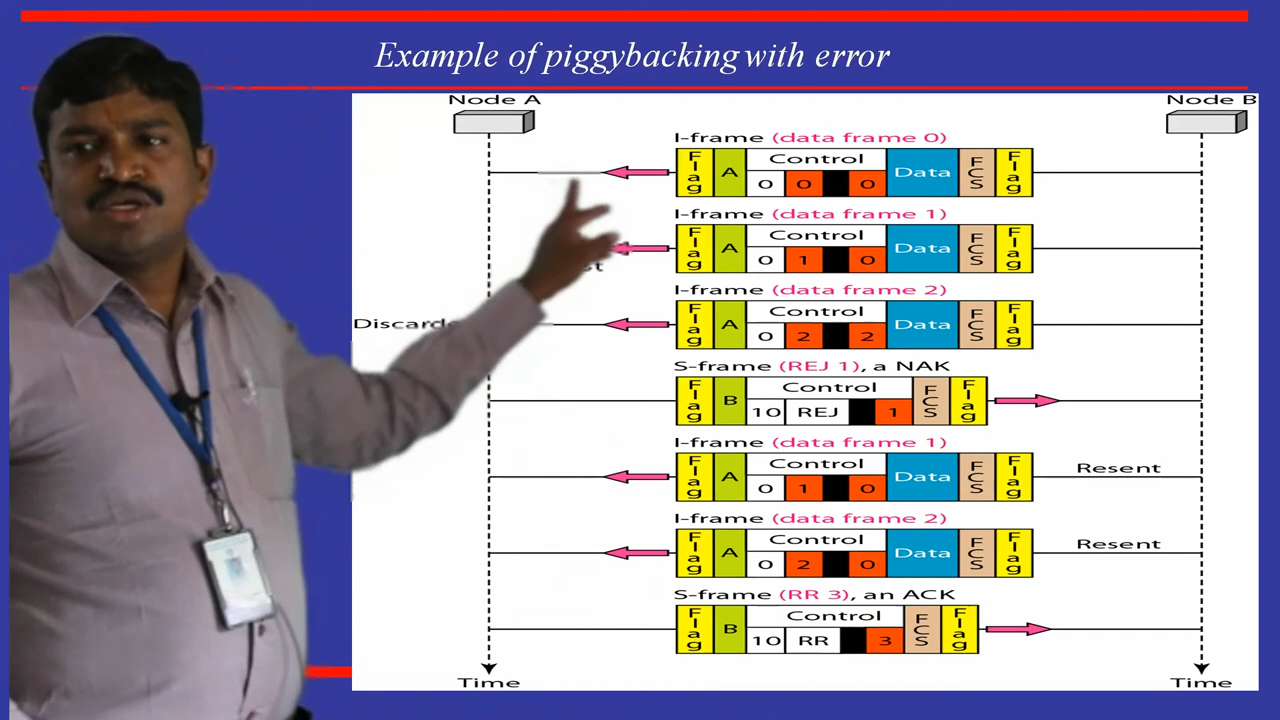 Example of piggybacking with error
Node A
Node B
I-frame (data frame 0)
Flag A Control 0 0 0 Data FCS Flag
I-frame (data frame 1)
Flag A Control 0 1 0 Data FCS Flag
I-frame (data frame 2)
Flag A Control 0 2 2 Data FCS Flag
S-frame (REJ 1), a NAK
Flag B Control 10 REJ 1 FCS Flag
I-frame (data frame 1)
Flag A Control 0 1 0 Data FCS Flag
Resent
I-frame (data frame 2)
Flag A Control 0 2 0 Data FCS Flag
Resent
S-frame (RR 3), an ACK
Flag B Control 10 RR 3 FCS Flag
Time
Time